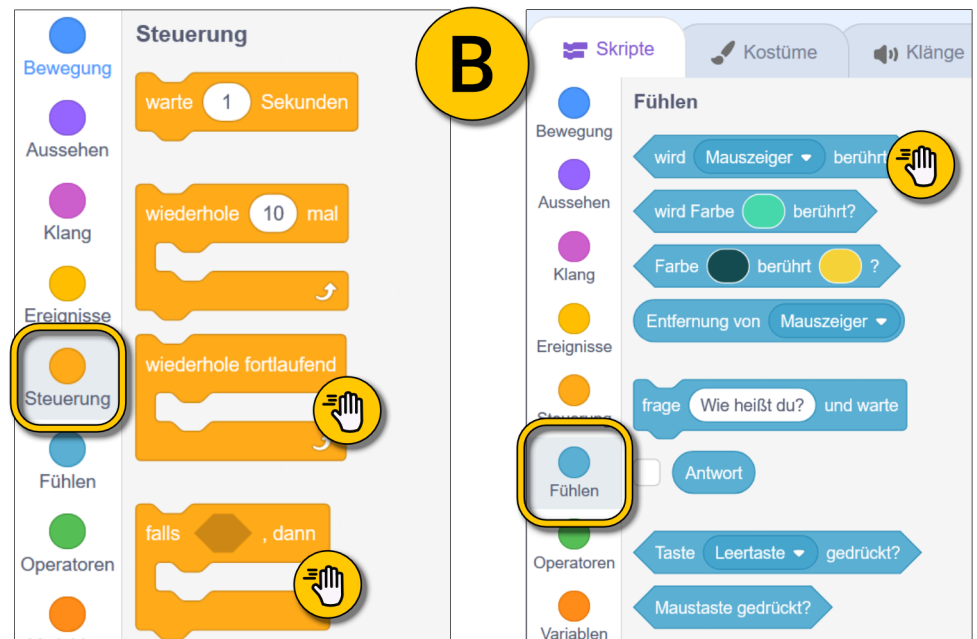 Steuerung
Bewegung
Aussehen
Klang
Ereignisse
Steuerung
Fühlen
Operatoren
warte 1 Sekunden
wiederhole 10 mal
wiederhole fortlaufend
falls , dann
B
Skripte
Kostüme
Klänge
Bewegung
Aussehen
Klang
Ereignisse
Steuerung
Fühlen
Operatoren
Variablen
Fühlen
wird Mauszeiger berührt
wird Farbe berührt?
Farbe berührt ?
Entfernung von Mauszeiger
frage Wie heißt du? und warte
Antwort
Taste Leertaste gedrückt?
Maustaste gedrückt?